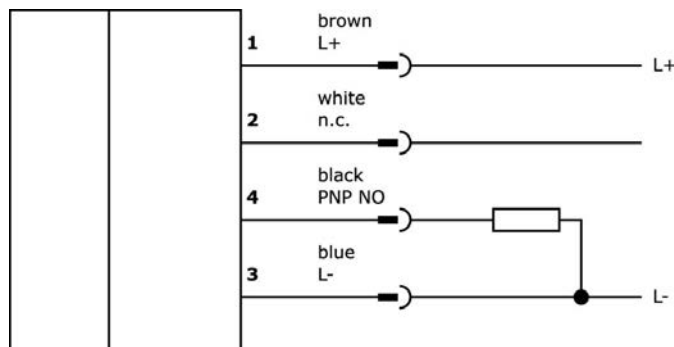 brown
1 L+ L+
white
2 n.c.
black
4 PNP NO
blue
3 L- L-